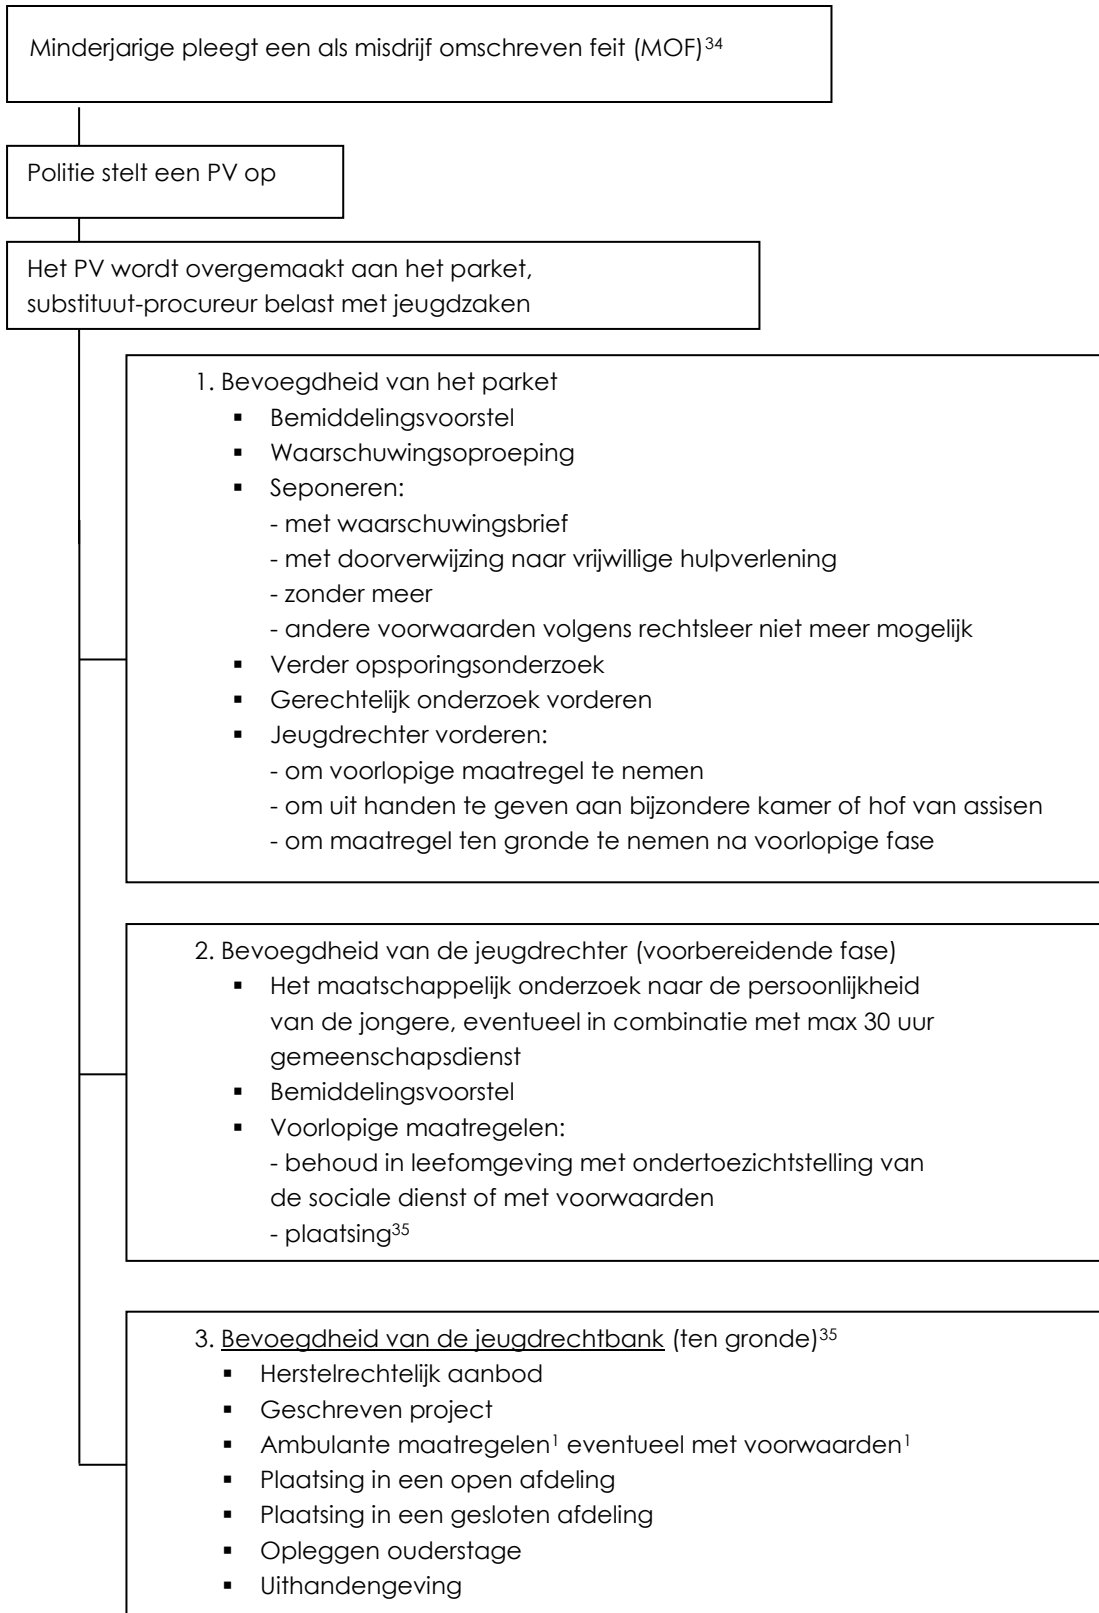 Minderjarige pleegt een als misdrijf omschreven feit (MOF)³⁴
Politie stelt een PV op
Het PV wordt overgemaakt aan het parket,
substituut-procureur belast met jeugdzaken
1. Bevoegdheid van het parket
▪ Bemiddelingsvoorstel
▪ Waarschuwingsoproeping
▪ Seponeren:
- met waarschuwingsbrief
- met doorverwijzing naar vrijwillige hulpverlening
- zonder meer
- andere voorwaarden volgens rechtsleer niet meer mogelijk
▪ Verder opsporingsonderzoek
▪ Gerechtelijk onderzoek vorderen
▪ Jeugdrechter vorderen:
- om voorlopige maatregel te nemen
- om uit handen te geven aan bijzondere kamer of hof van assisen
- om maatregel ten gronde te nemen na voorlopige fase
2. Bevoegdheid van de jeugdrechter (voorbereidende fase)
▪ Het maatschappelijk onderzoek naar de persoonlijkheid
van de jongere, eventueel in combinatie met max 30 uur
gemeenschapsdienst
▪ Bemiddelingsvoorstel
▪ Voorlopige maatregelen:
- behoud in leefomgeving met ondertoezichtstelling van
de sociale dienst of met voorwaarden
- plaatsing³⁵
3. Bevoegdheid van de jeugdrechtbank (ten gronde)³⁵
▪ Herstelrechtelijk aanbod
▪ Geschreven project
▪ Ambulante maatregelen¹ eventueel met voorwaarden¹
▪ Plaatsing in een open afdeling
▪ Plaatsing in een gesloten afdeling
▪ Opleggen ouderstage
▪ Uithandengeving